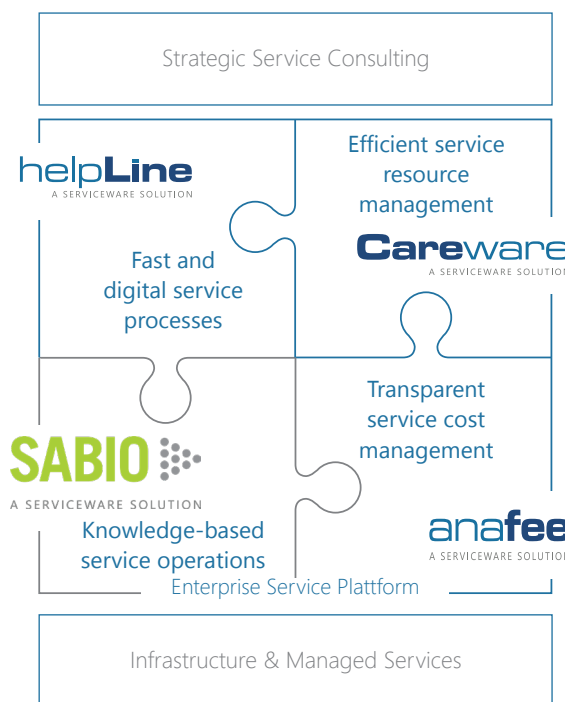 Strategic Service Consulting
helpLine
A SERVICEWARE SOLUTION
Fast and
digital service
processes
Efficient service
resource
management
Careware
A SERVICEWARE SOLUTION
SABIO
A SERVICEWARE SOLUTION
Knowledge-based
service operations
Transparent
service cost
management
anafee
A SERVICEWARE SOLUTION
Enterprise Service Plattform
Infrastructure & Managed Services